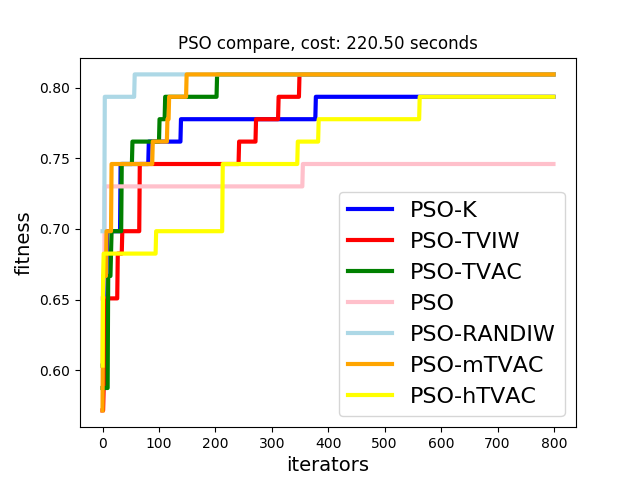 PSO compare, cost: 220.50 seconds
0.80
0.75
0.70
0.65
0.60
fitness
PSO-K
PSO-TVIW
PSO-TVAC
PSO
PSO-RANDIW
PSO-mTVAC
PSO-hTVAC
0 100 200 300 400 500 600 700 800
iterators